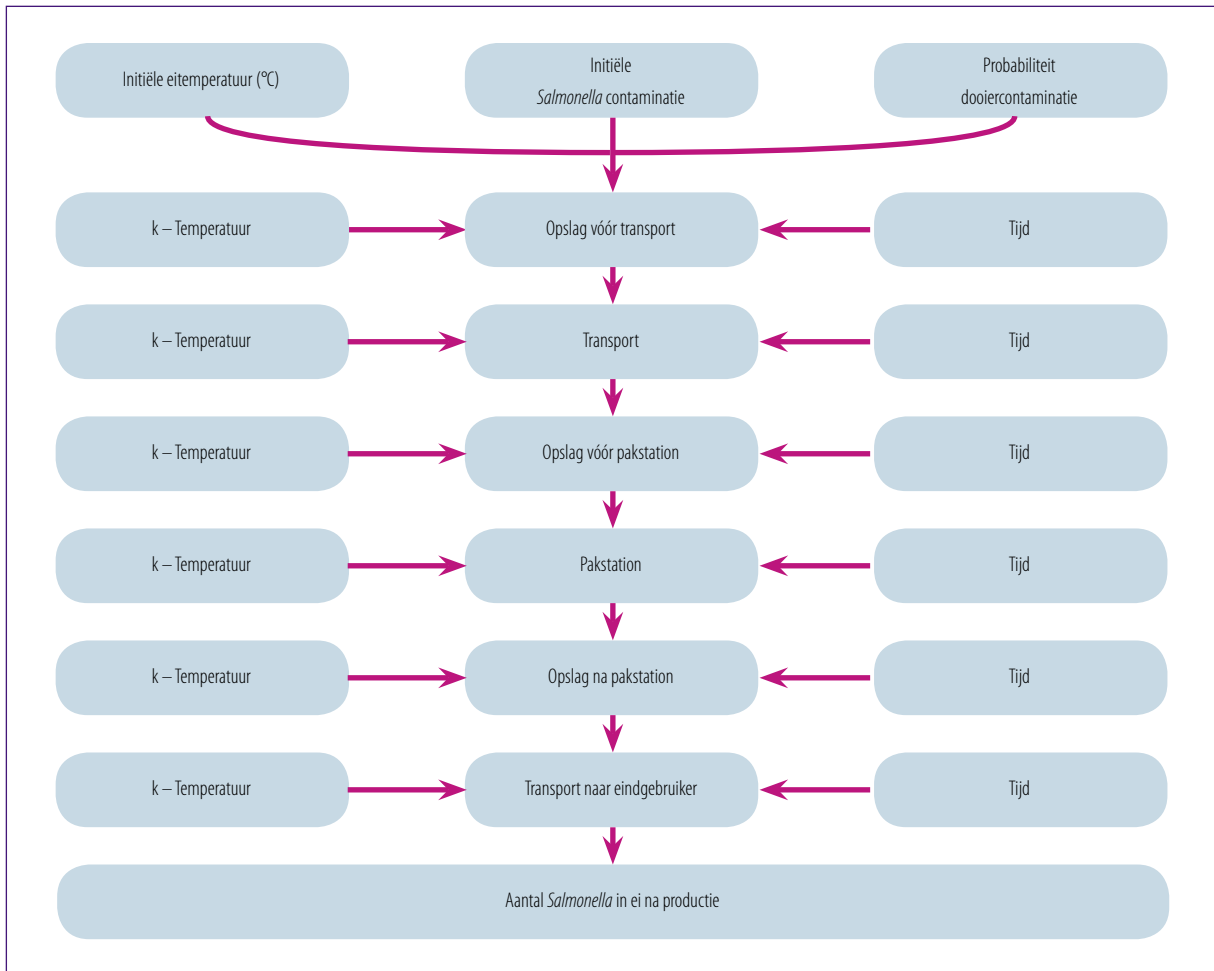 Initiële eitemperatuur (°C)
Initiële
Salmonella contaminatie
Probabiliteit
dooiercontaminatie
k – Temperatuur
Opslag vóór transport
Tijd
k – Temperatuur
Transport
Tijd
k – Temperatuur
Opslag vóór pakstation
Tijd
k – Temperatuur
Pakstation
Tijd
k – Temperatuur
Opslag na pakstation
Tijd
k – Temperatuur
Transport naar eindgebruiker
Tijd
Aantal Salmonella in ei na productie